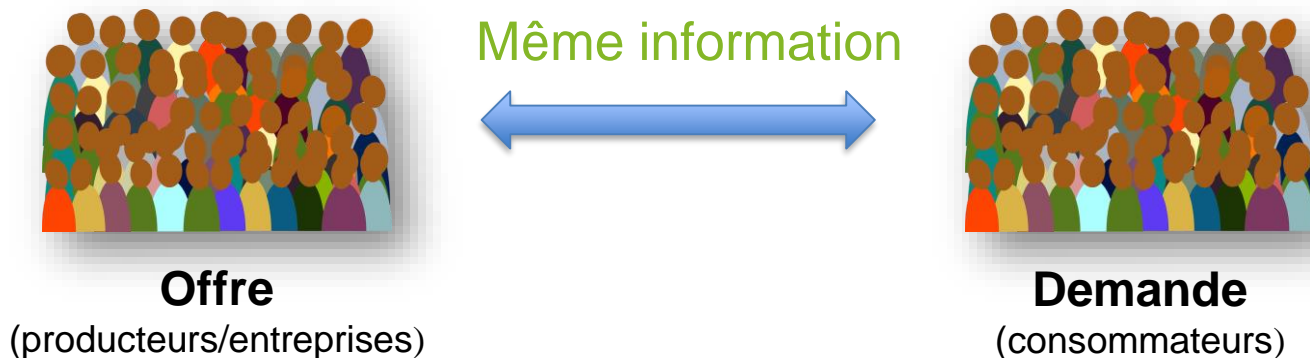 Même information
Offre
(producteurs/entreprises)
Demande
(consommateurs)